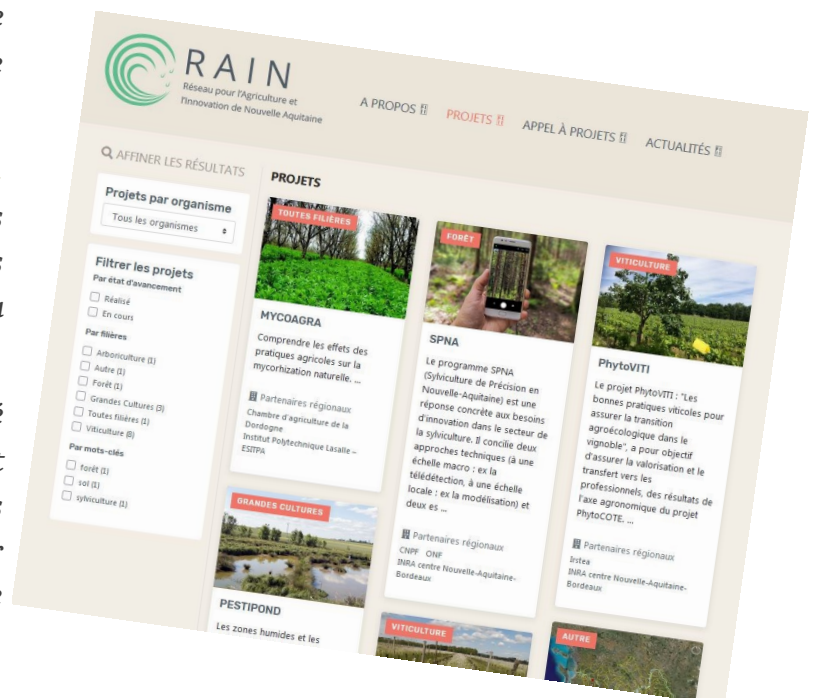 RAIN
Réseau pour l'Agriculture et
l'Innovation de Nouvelle Aquitaine
A PROPOS
PROJETS
APPEL À PROJETS
ACTUALITÉS
AFFINER LES RÉSULTATS
Projets par organisme
Tous les organismes
Filtrer les projets
Par état d'avancement
Réalisé
En cours
Par filières
Arboriculture (1)
Autre (1)
Forêt (1)
Grandes Cultures (3)
Toutes filières (1)
Viticulture (8)
Par mots-clés
forêt (1)
sol (1)
sylviculture (1)
PROJETS
TOUTES FILIÈRES
MYCOAGRA
Comprendre les effets des
pratiques agricoles sur la
mycorhization naturelle. ...
Partenaires régionaux
Chambre d'agriculture de la
Dordogne
Institut Polytechnique Lasalle –
ESITPA
FORÊT
SPNA
Le programme SPNA
(Sylviculture de Précision en
Nouvelle-Aquitaine) est une
réponse concrète aux besoins
d'innovation dans le secteur de
la sylviculture. Il concilie deux
approches techniques (à une
échelle macro : ex la
télédétection, à une échelle
locale : ex la modélisation) et
deux es ...
Partenaires régionaux
CNPF ONF
INRA centre Nouvelle-Aquitaine-
Bordeaux
VITICULTURE
PhytoVITI
Le projet PhytoVITI : "Les
bonnes pratiques viticoles pour
assurer la transition
agroécologique dans le
vignoble", a pour objectif
d'assurer la valorisation et le
transfert vers les
professionnels, des résultats de
l'axe agronomique du projet
PhytoCOTE. ...
Partenaires régionaux
Irstea
INRA centre Nouvelle-Aquitaine-
Bordeaux
GRANDES CULTURES
PESTIPOND
Les zones humides et les
VITICULTURE
AUTRE